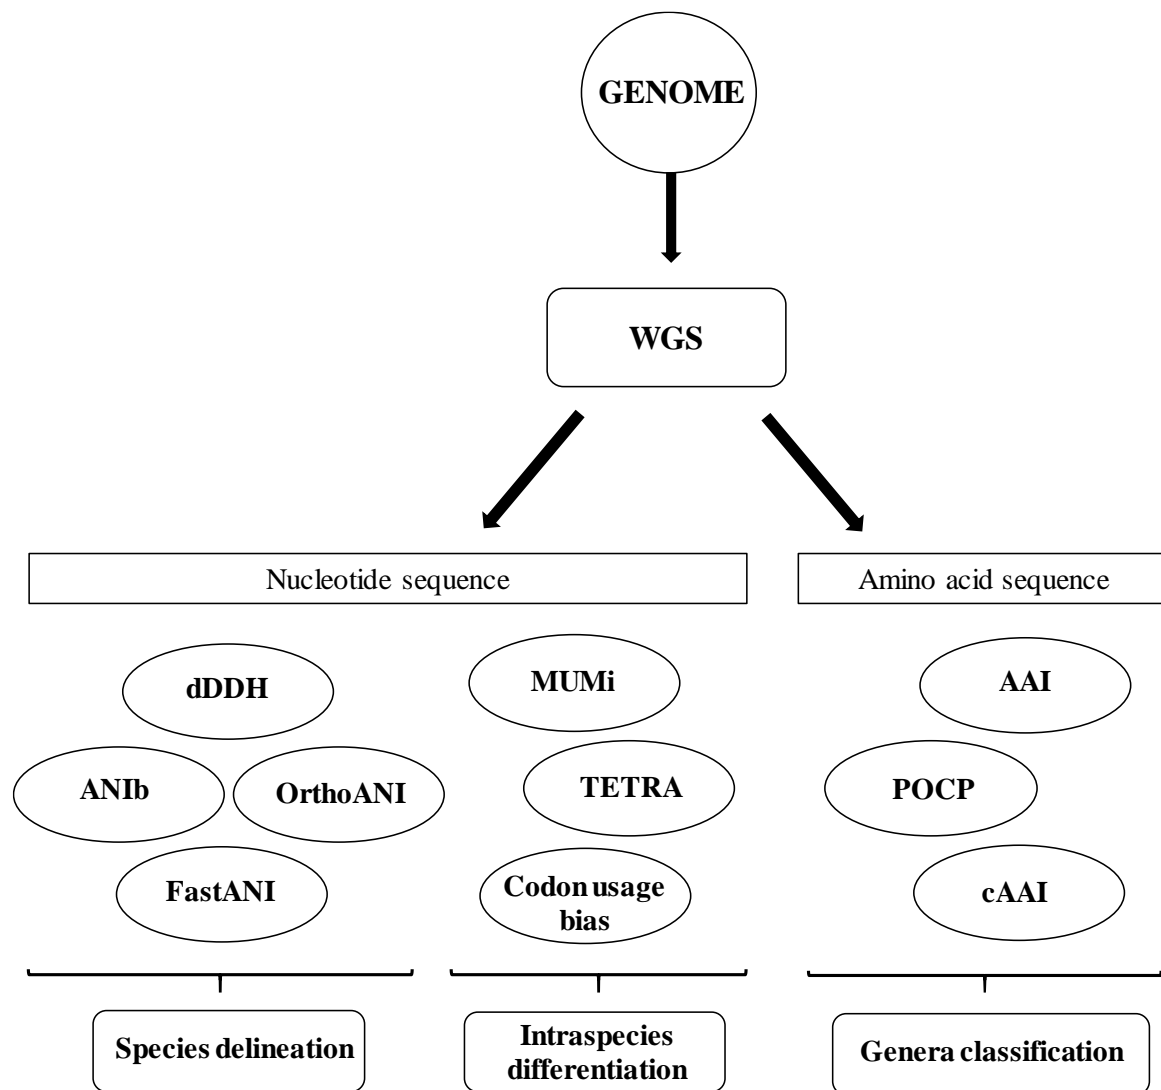 GENOME
WGS
Nucleotide sequence
Amino acid sequence
dDDH
MUMi
AAI
ANIb
OrthoANI
TETRA
POCP
FastANI
Codon usage
bias
cAAI
Species delineation
Intraspecies
differentiation
Genera classification